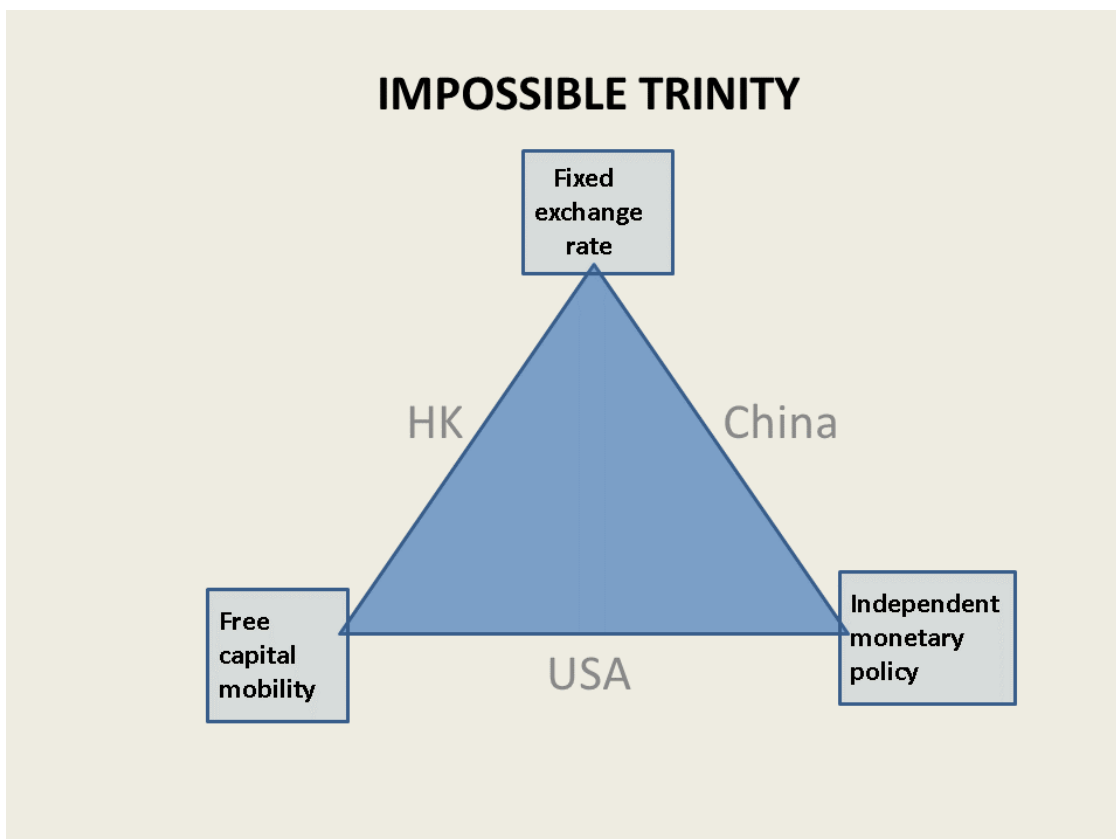 IMPOSSIBLE TRINITY
Fixed
exchange
rate
HK
China
Free
capital
mobility
Independent
monetary
policy
USA